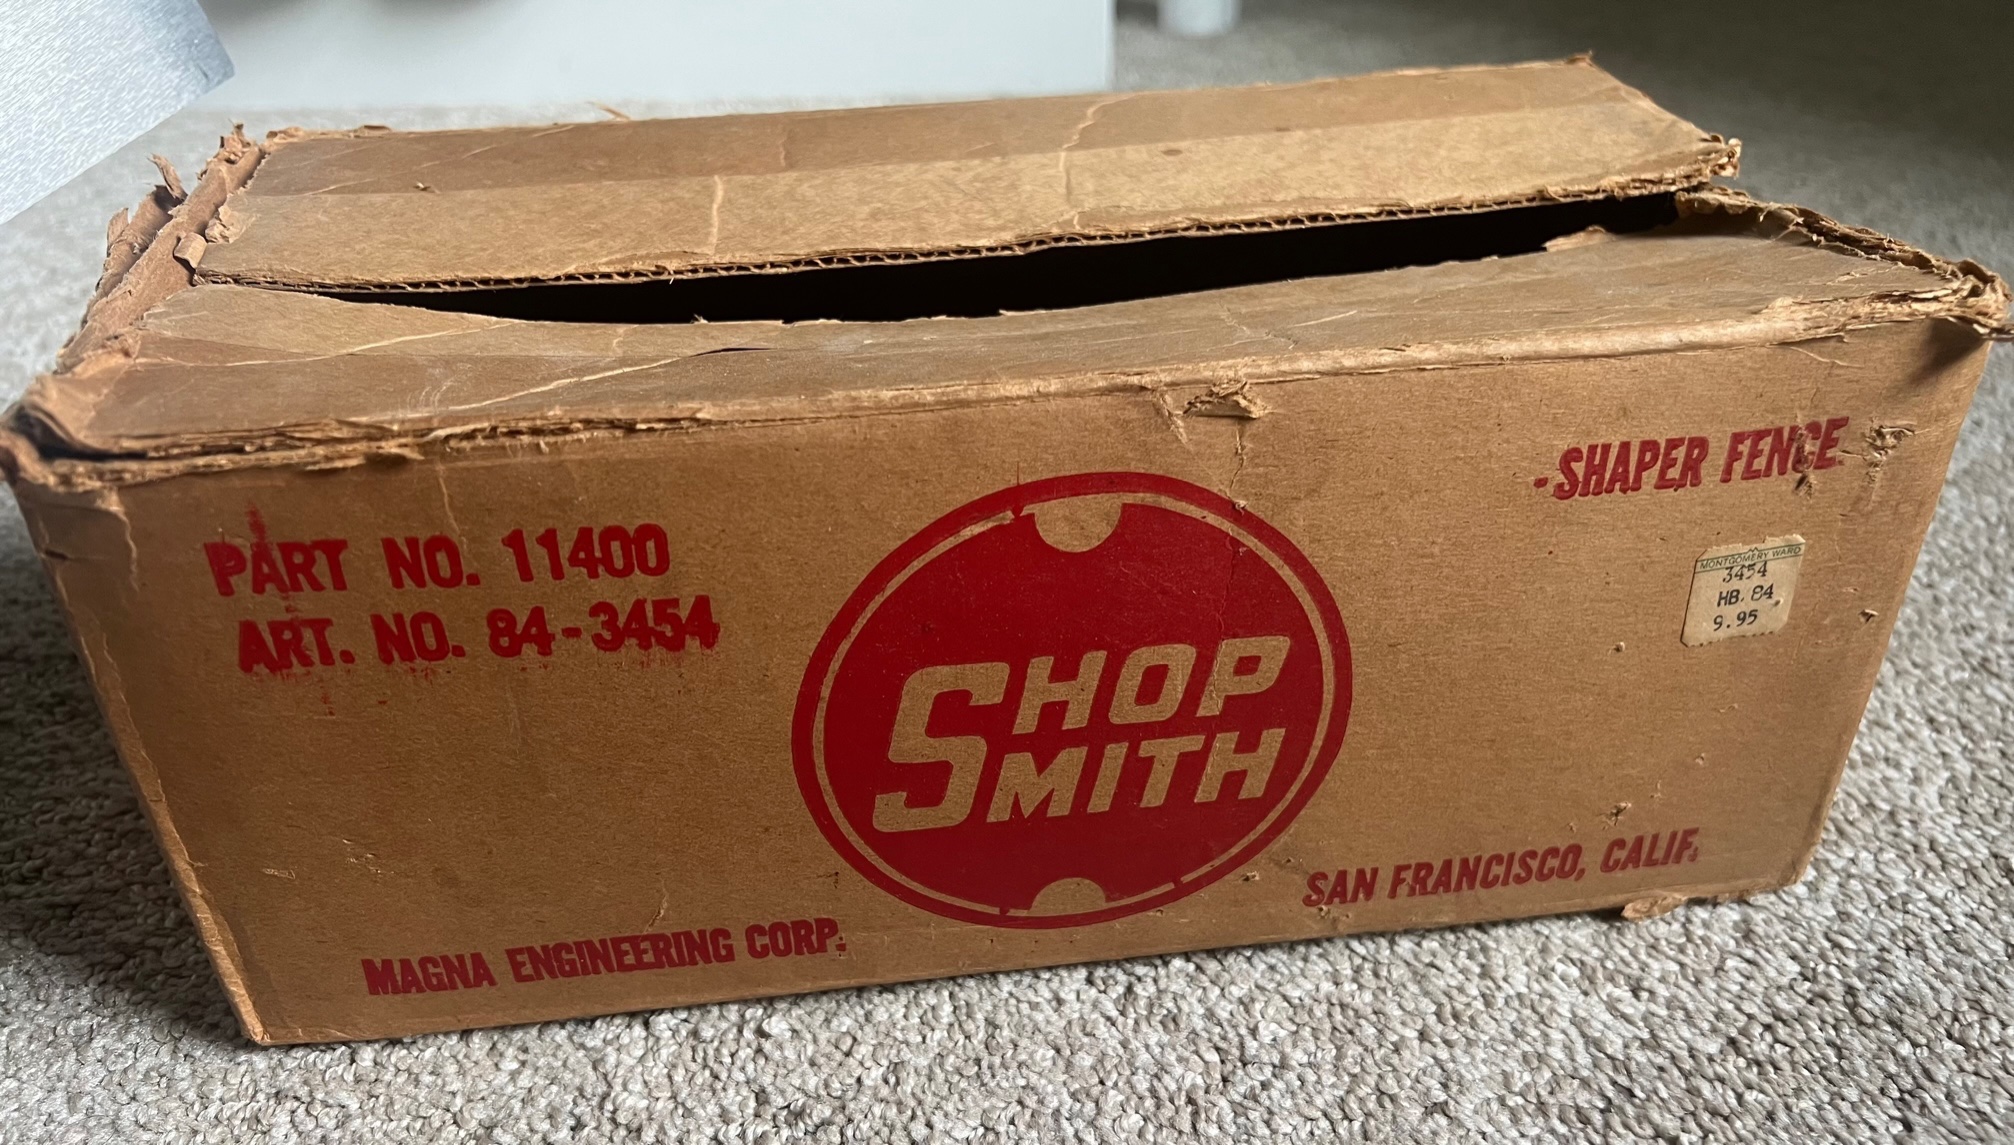 PART NO. 11400
ART. NO. 84-3454
SHOP
SMITH
-SHAPER FENCE
MONTGOMERY WARD
3454
HB. 84
9.95
MAGNA ENGINEERING CORP.
SAN FRANCISCO, CALIF.